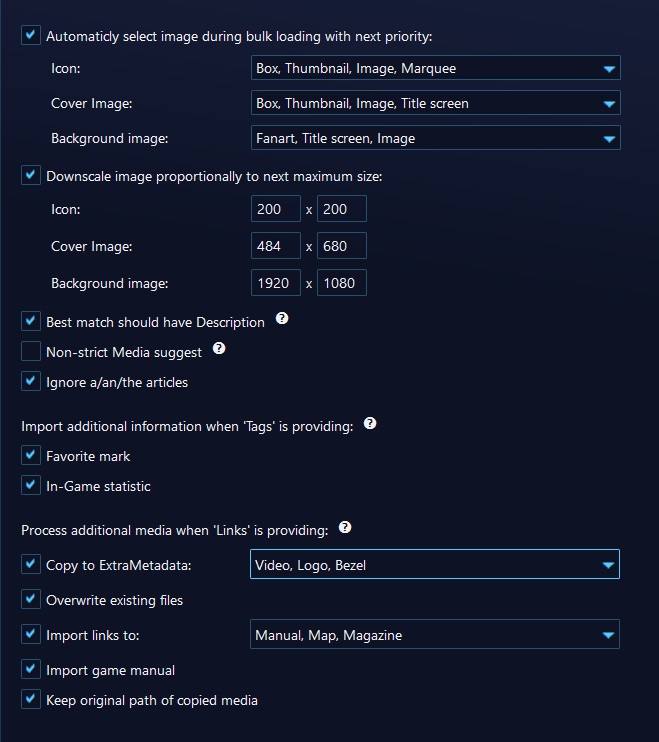 Automaticly select image during bulk loading with next priority:
Icon: Box, Thumbnail, Image, Marquee
Cover Image: Box, Thumbnail, Image, Title screen
Background image: Fanart, Title screen, Image
Downscale image proportionally to next maximum size:
Icon: 200 x 200
Cover Image: 484 x 680
Background image: 1920 x 1080
Best match should have Description ?
Non-strict Media suggest ?
Ignore a/an/the articles
Import additional information when 'Tags' is providing: ?
Favorite mark
In-Game statistic
Process additional media when 'Links' is providing: ?
Copy to ExtraMetadata: Video, Logo, Bezel
Overwrite existing files
Import links to: Manual, Map, Magazine
Import game manual
Keep original path of copied media